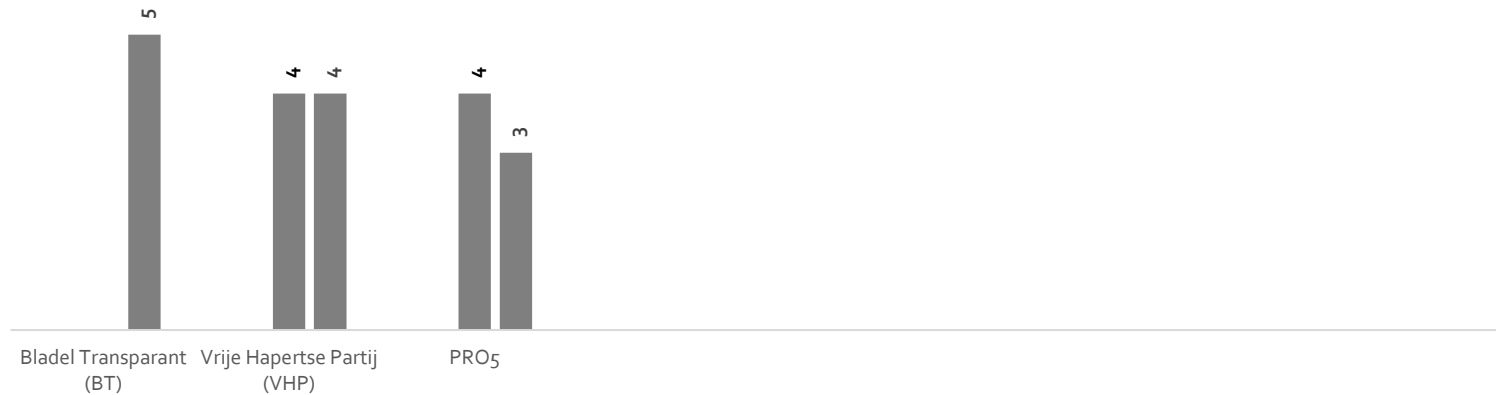 5
4
4
4
3
Bladel Transparant
(BT)
Vrije Hapertse Partij
(VHP)
PRO5